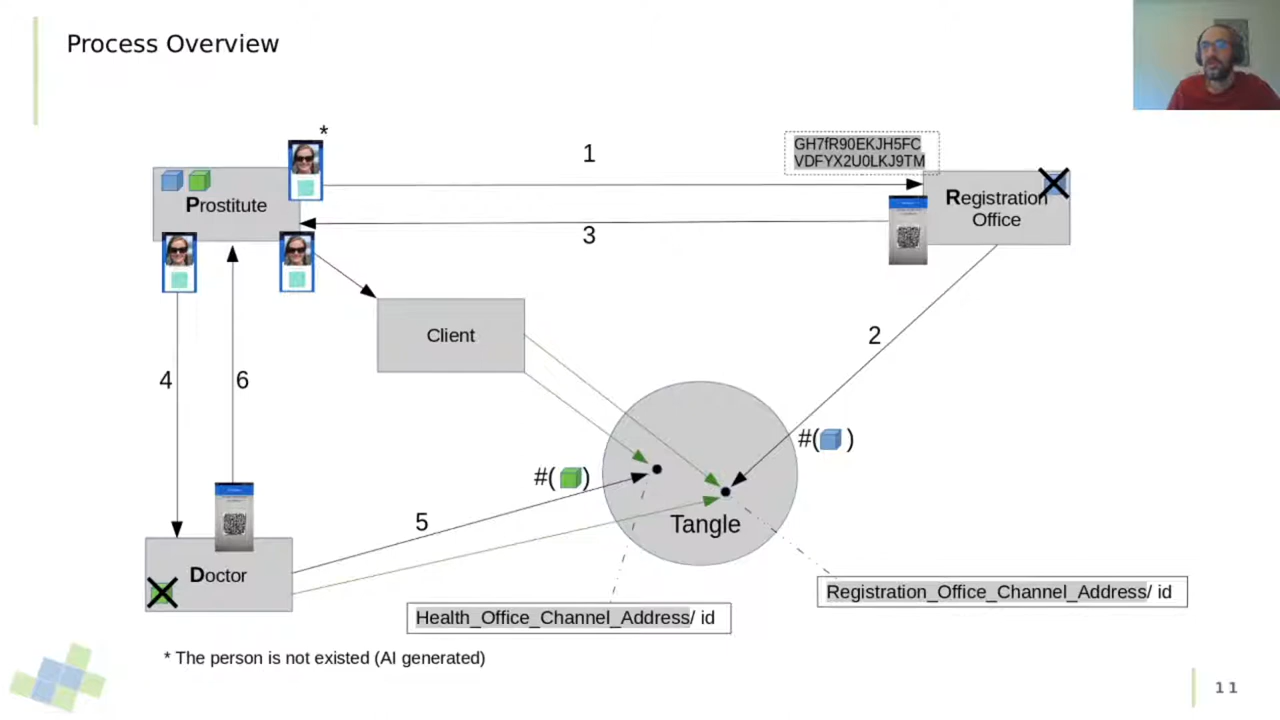 Process Overview
*
1
GH7fR90EKJH5FC
VDFYX2U0LKJ9TM
Prostitute
Registration
Office
3
Client
2
4
6
#( )
#( )
5
Tangle
Doctor
Registration_Office_Channel_Address/ id
Health_Office_Channel_Address/ id
* The person is not existed (AI generated)
11